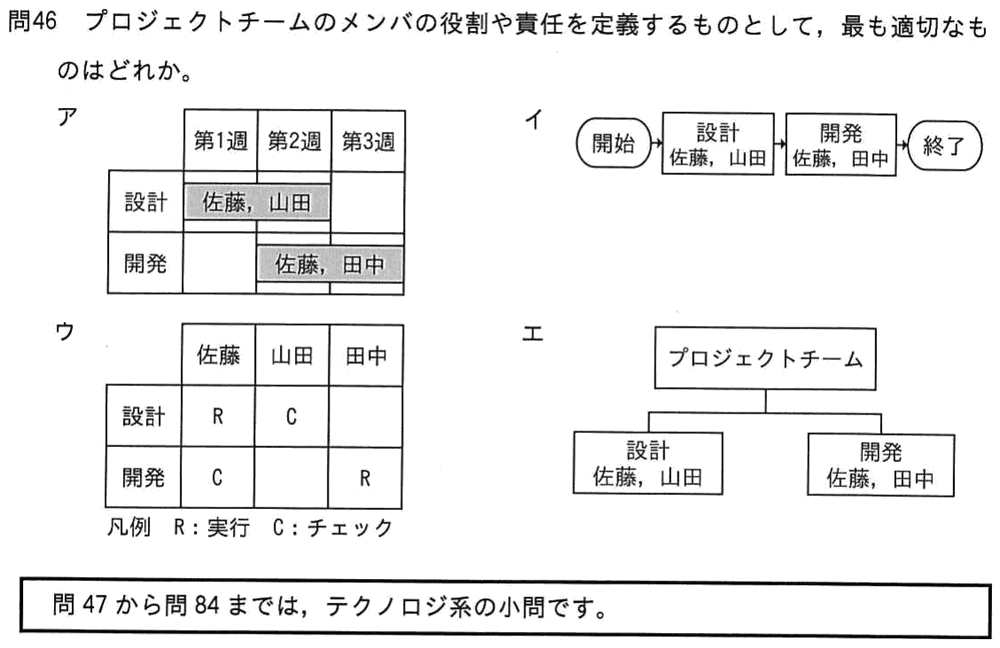 問46 プロジェクトチームのメンバの役割や責任を定義するものとして，最も適切なも
のはどれか。
ア
第1週 第2週 第3週
設計 佐藤，山田
開発 佐藤，田中
イ
開始
設計
佐藤，山田
開発
佐藤，田中
終了
ウ
佐藤 山田 田中
設計 R C
開発 C R
凡例 R：実行 C：チェック
エ
プロジェクトチーム
設計
佐藤，山田
開発
佐藤，田中
問47から問84までは，テクノロジ系の小問です。